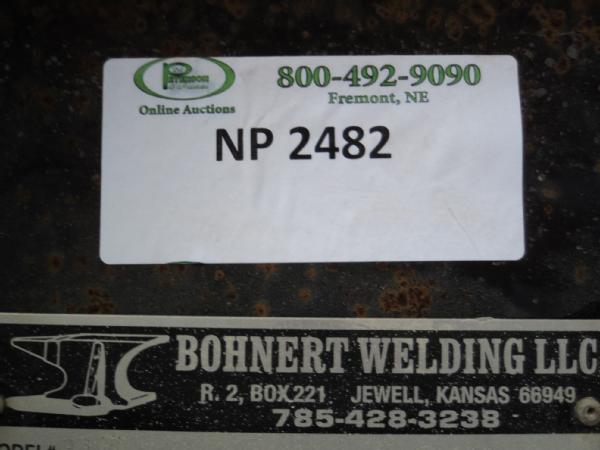 PETERSON
Online Auctions
800-492-9090
Fremont, NE
NP 2482
BOHNERT WELDING LLC
R. 2, BOX 221 JEWELL, KANSAS 66949
785-428-3238